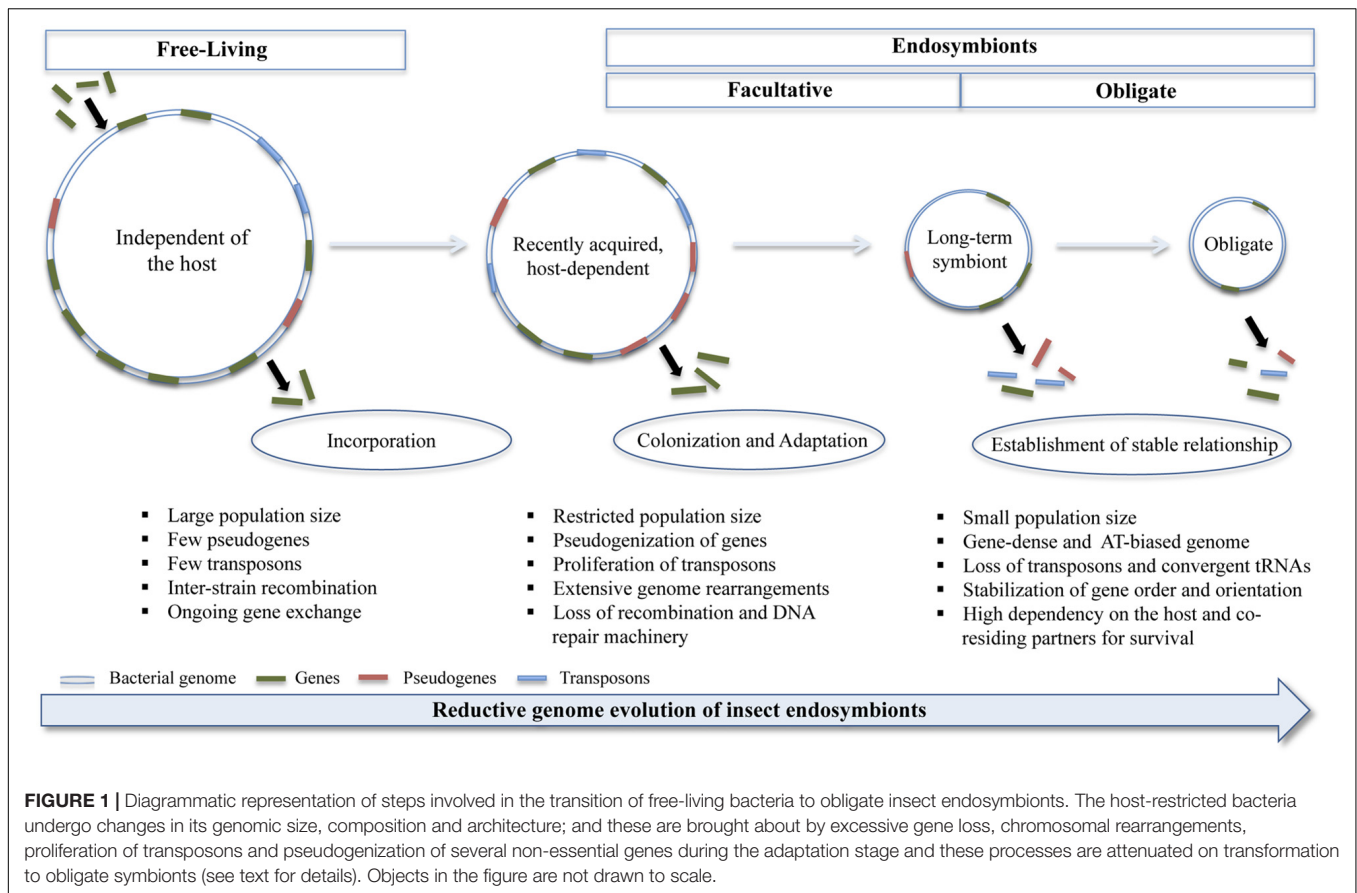 Free-Living
Endosymbionts
Facultative
Obligate
Independent of
the host
Recently acquired,
host-dependent
Long-term
symbiont
Obligate
Incorporation
Colonization and Adaptation
Establishment of stable relationship
▪ Large population size
▪ Few pseudogenes
▪ Few transposons
▪ Inter-strain recombination
▪ Ongoing gene exchange
▪ Restricted population size
▪ Pseudogenization of genes
▪ Proliferation of transposons
▪ Extensive genome rearrangements
▪ Loss of recombination and DNA
repair machinery
▪ Small population size
▪ Gene-dense and AT-biased genome
▪ Loss of transposons and convergent tRNAs
▪ Stabilization of gene order and orientation
▪ High dependency on the host and co-
residing partners for survival
Bacterial genome Genes Pseudogenes Transposons
Reductive genome evolution of insect endosymbionts
FIGURE 1 | Diagrammatic representation of steps involved in the transition of free-living bacteria to obligate insect endosymbionts. The host-restricted bacteria
undergo changes in its genomic size, composition and architecture; and these are brought about by excessive gene loss, chromosomal rearrangements,
proliferation of transposons and pseudogenization of several non-essential genes during the adaptation stage and these processes are attenuated on transformation
to obligate symbionts (see text for details). Objects in the figure are not drawn to scale.